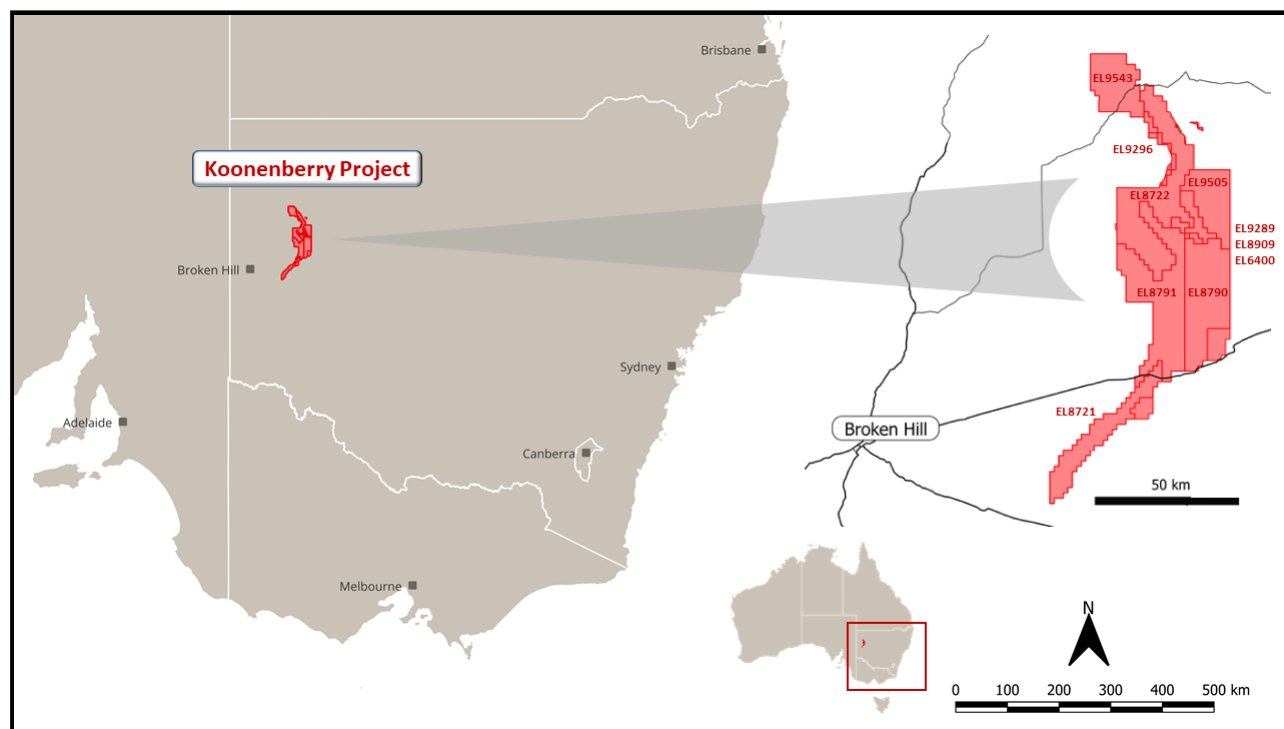 Brisbane
Koonenberry Project
Broken Hill
Sydney
Adelaide
Canberra
Melbourne
EL9543
EL9296
EL9505
EL8722
EL9289
EL8909
EL6400
EL8791
EL8790
EL8721
Broken Hill
50 km
N
0 100 200 300 400 500 km